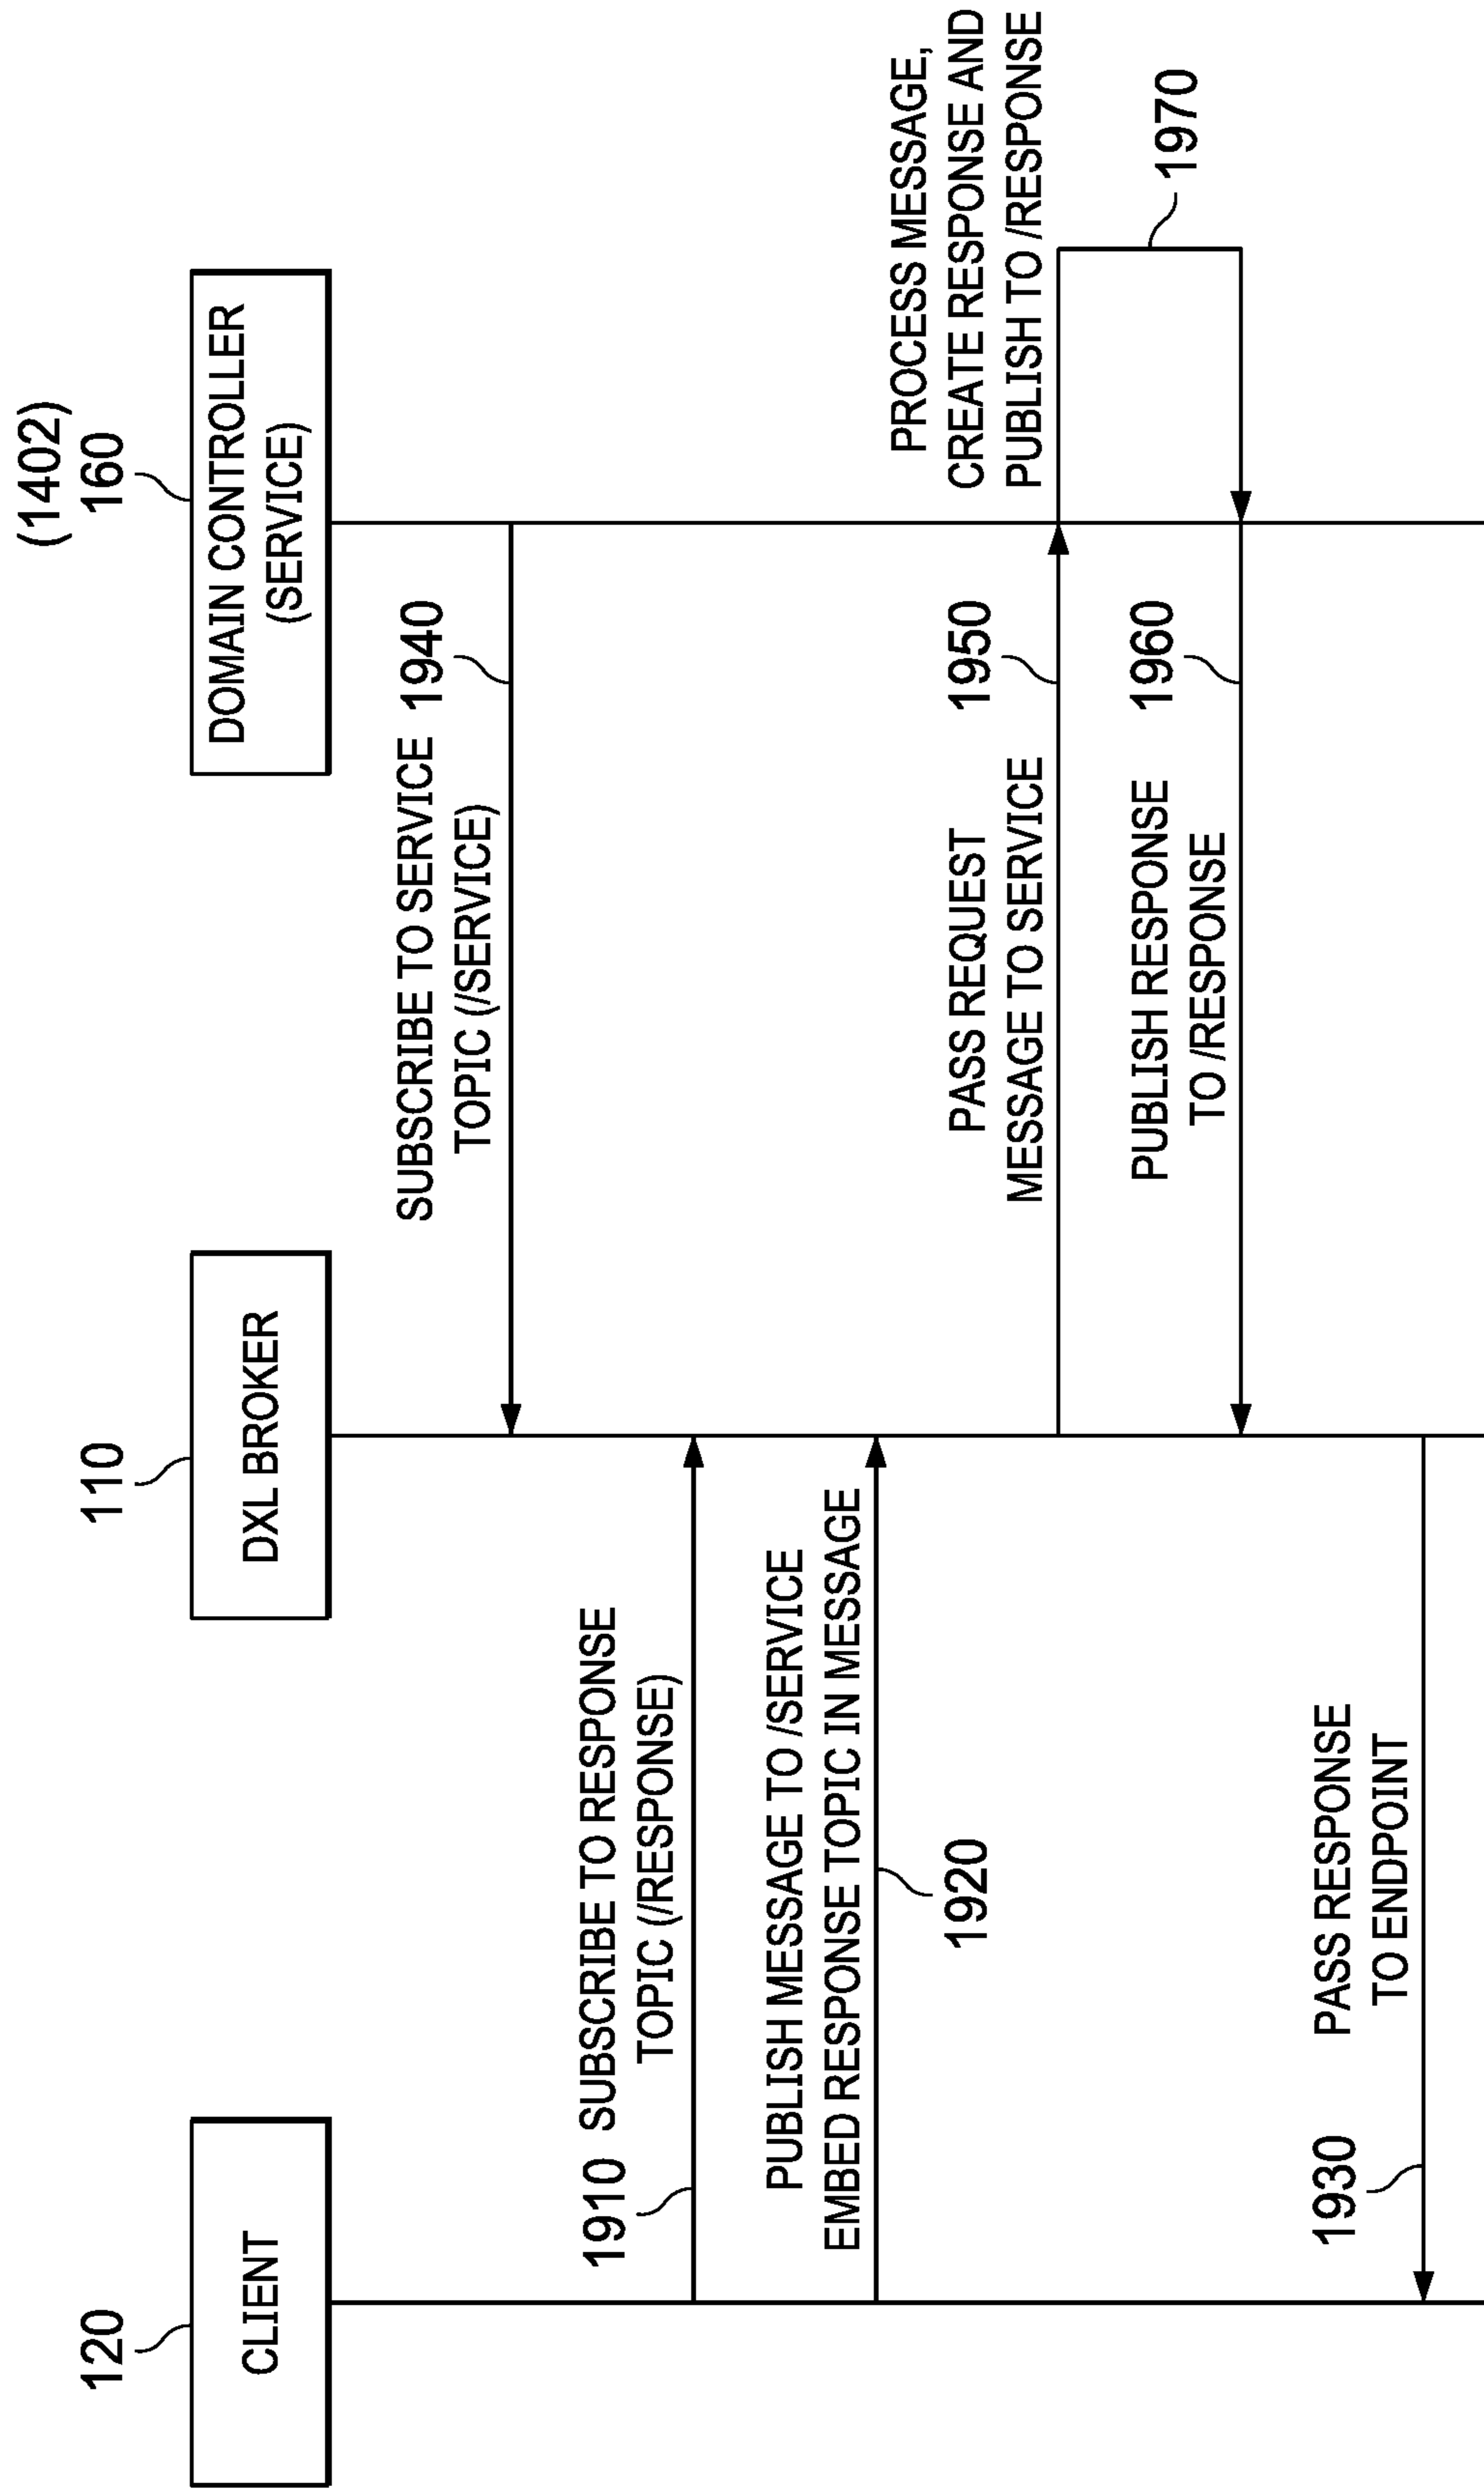 120
CLIENT
110
DXL BROKER
(1402)
160
DOMAIN CONTROLLER
(SERVICE)
SUBSCRIBE TO SERVICE
TOPIC (/SERVICE)
1940
1910
SUBSCRIBE TO RESPONSE
TOPIC (/RESPONSE)
PUBLISH MESSAGE TO /SERVICE
EMBED RESPONSE TOPIC IN MESSAGE
1920
PASS REQUEST
MESSAGE TO SERVICE
1950
PROCESS MESSAGE,
CREATE RESPONSE AND
PUBLISH TO /RESPONSE
1970
PUBLISH RESPONSE
TO /RESPONSE
1960
1930
PASS RESPONSE
TO ENDPOINT